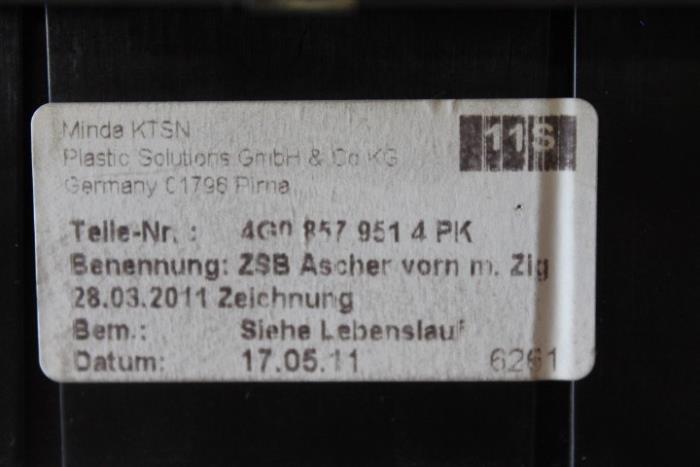 Minda KTSN
11S
Plastic Solutions GmbH & Co KG
Germany 01796 Pirna
Teile-Nr. : 4G0 857 951 4 PK
Benennung: ZSB Ascher vorn m. Zig
28.03.2011 Zeichnung
Bem.: Siehe Lebenslauf
Datum: 17.05.11 6261